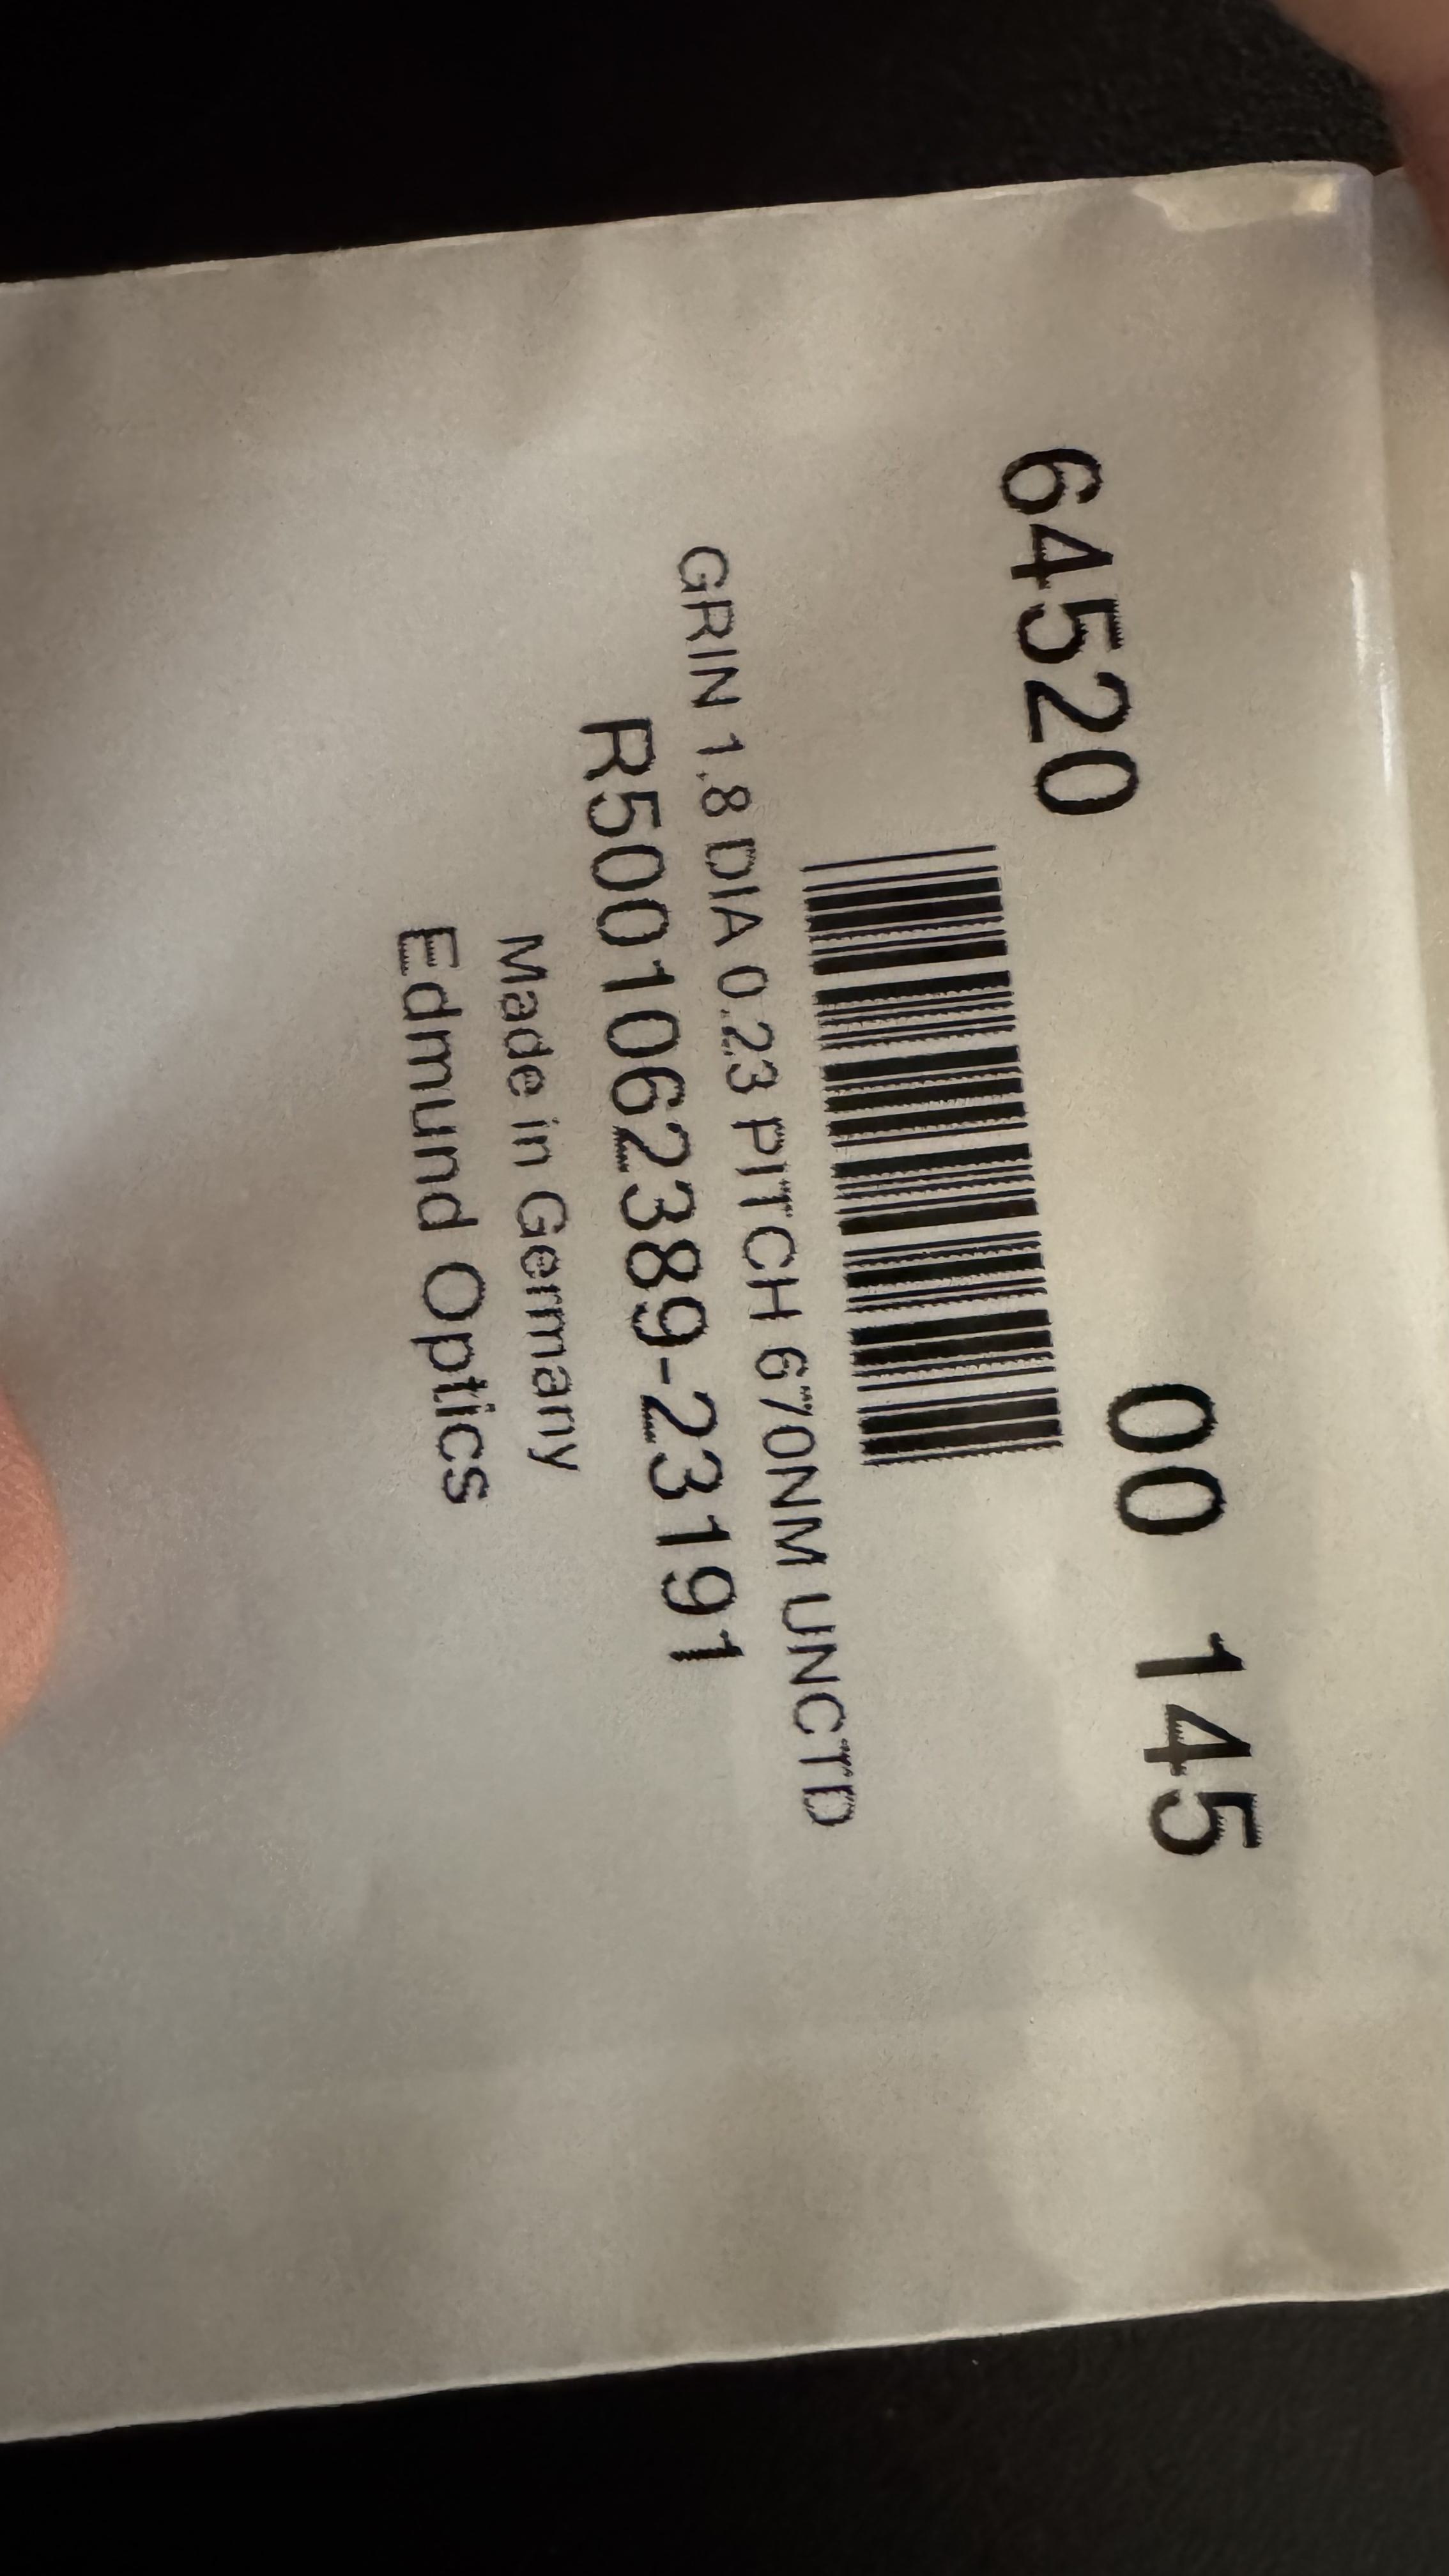 64520 00 145
GRIN 1.8 DIA 0.23 PITCH 670NM UNCTD
R5001062389-23191
Made in Germany
Edmund Optics